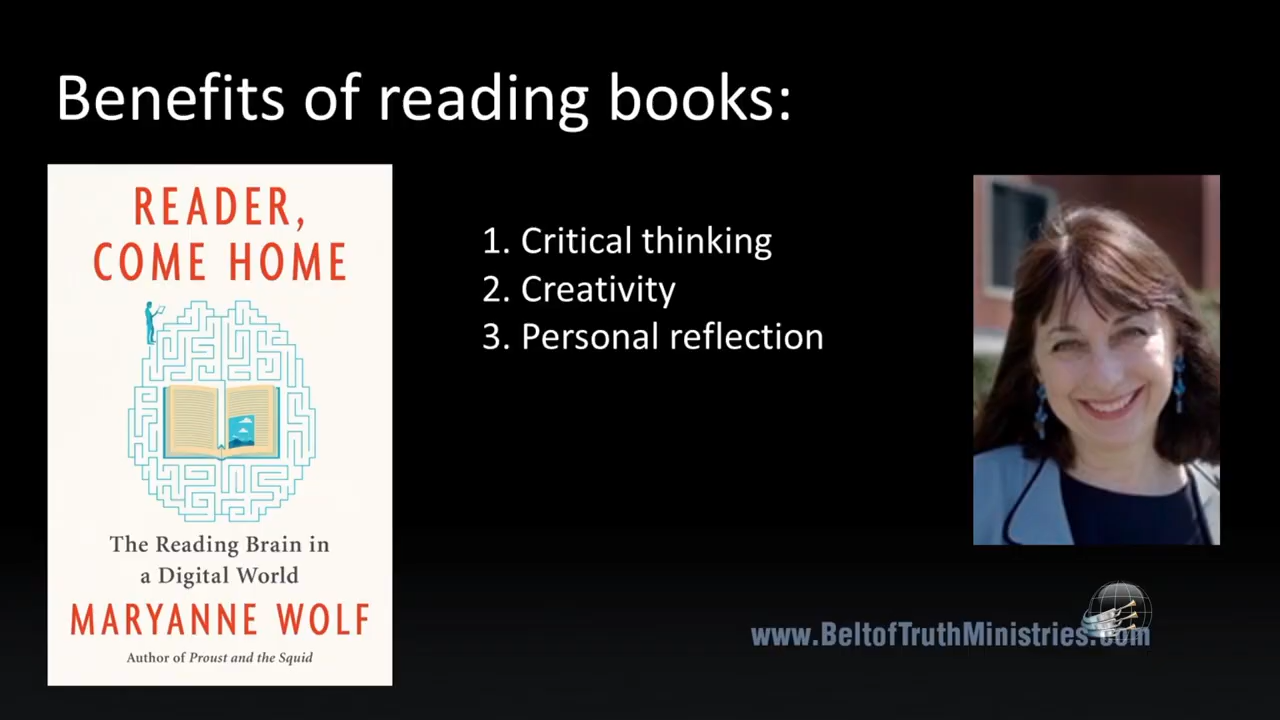 Benefits of reading books:
READER,
COME HOME
The Reading Brain in
a Digital World
MARYANNE WOLF
Author of Proust and the Squid
1. Critical thinking
2. Creativity
3. Personal reflection
www.BeltofTruthMinistries.com